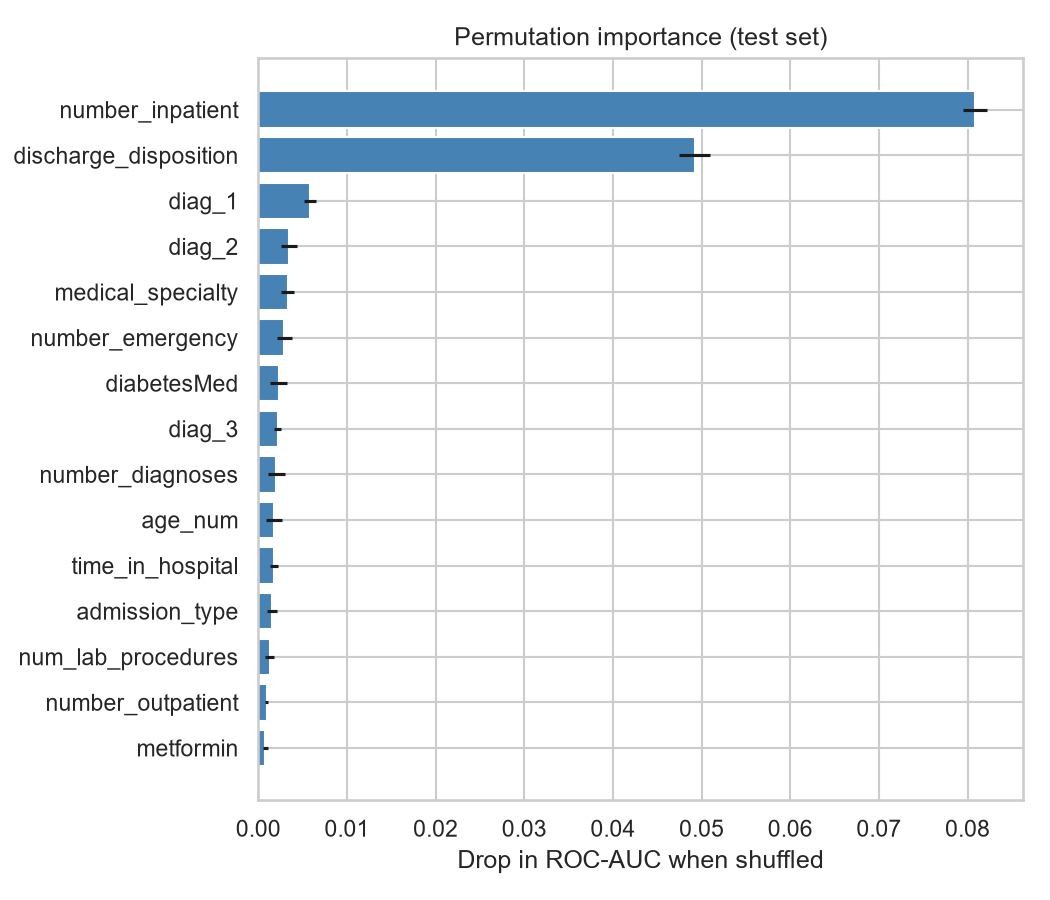 Permutation importance (test set)
number_inpatient
discharge_disposition
diag_1
diag_2
medical_specialty
number_emergency
diabetesMed
diag_3
number_diagnoses
age_num
time_in_hospital
admission_type
num_lab_procedures
number_outpatient
metformin
0.00 0.01 0.02 0.03 0.04 0.05 0.06 0.07 0.08
Drop in ROC-AUC when shuffled